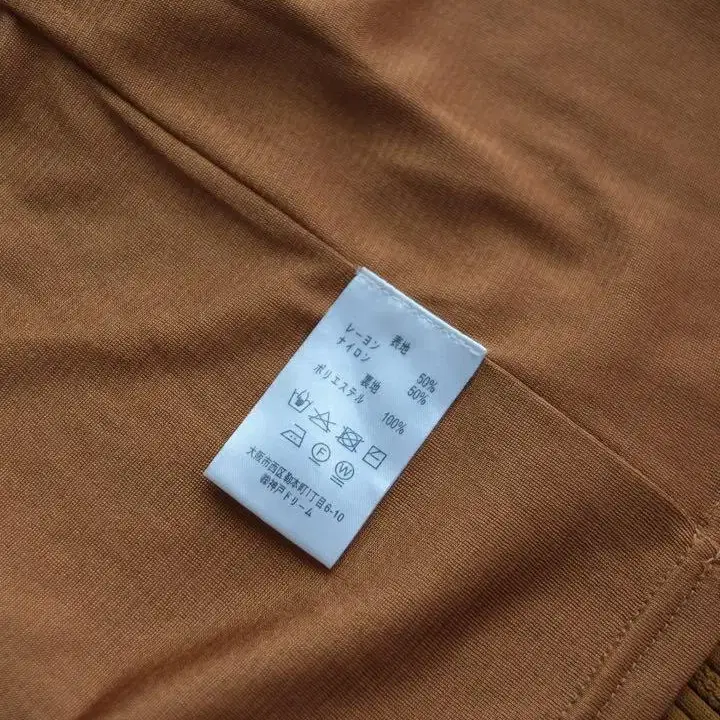 表地
レーヨン 50%
ナイロン 50%
裏地
ポリエステル 100%
F W
大阪市西区靭本町1丁目6-10
㈱神戸ドリーム